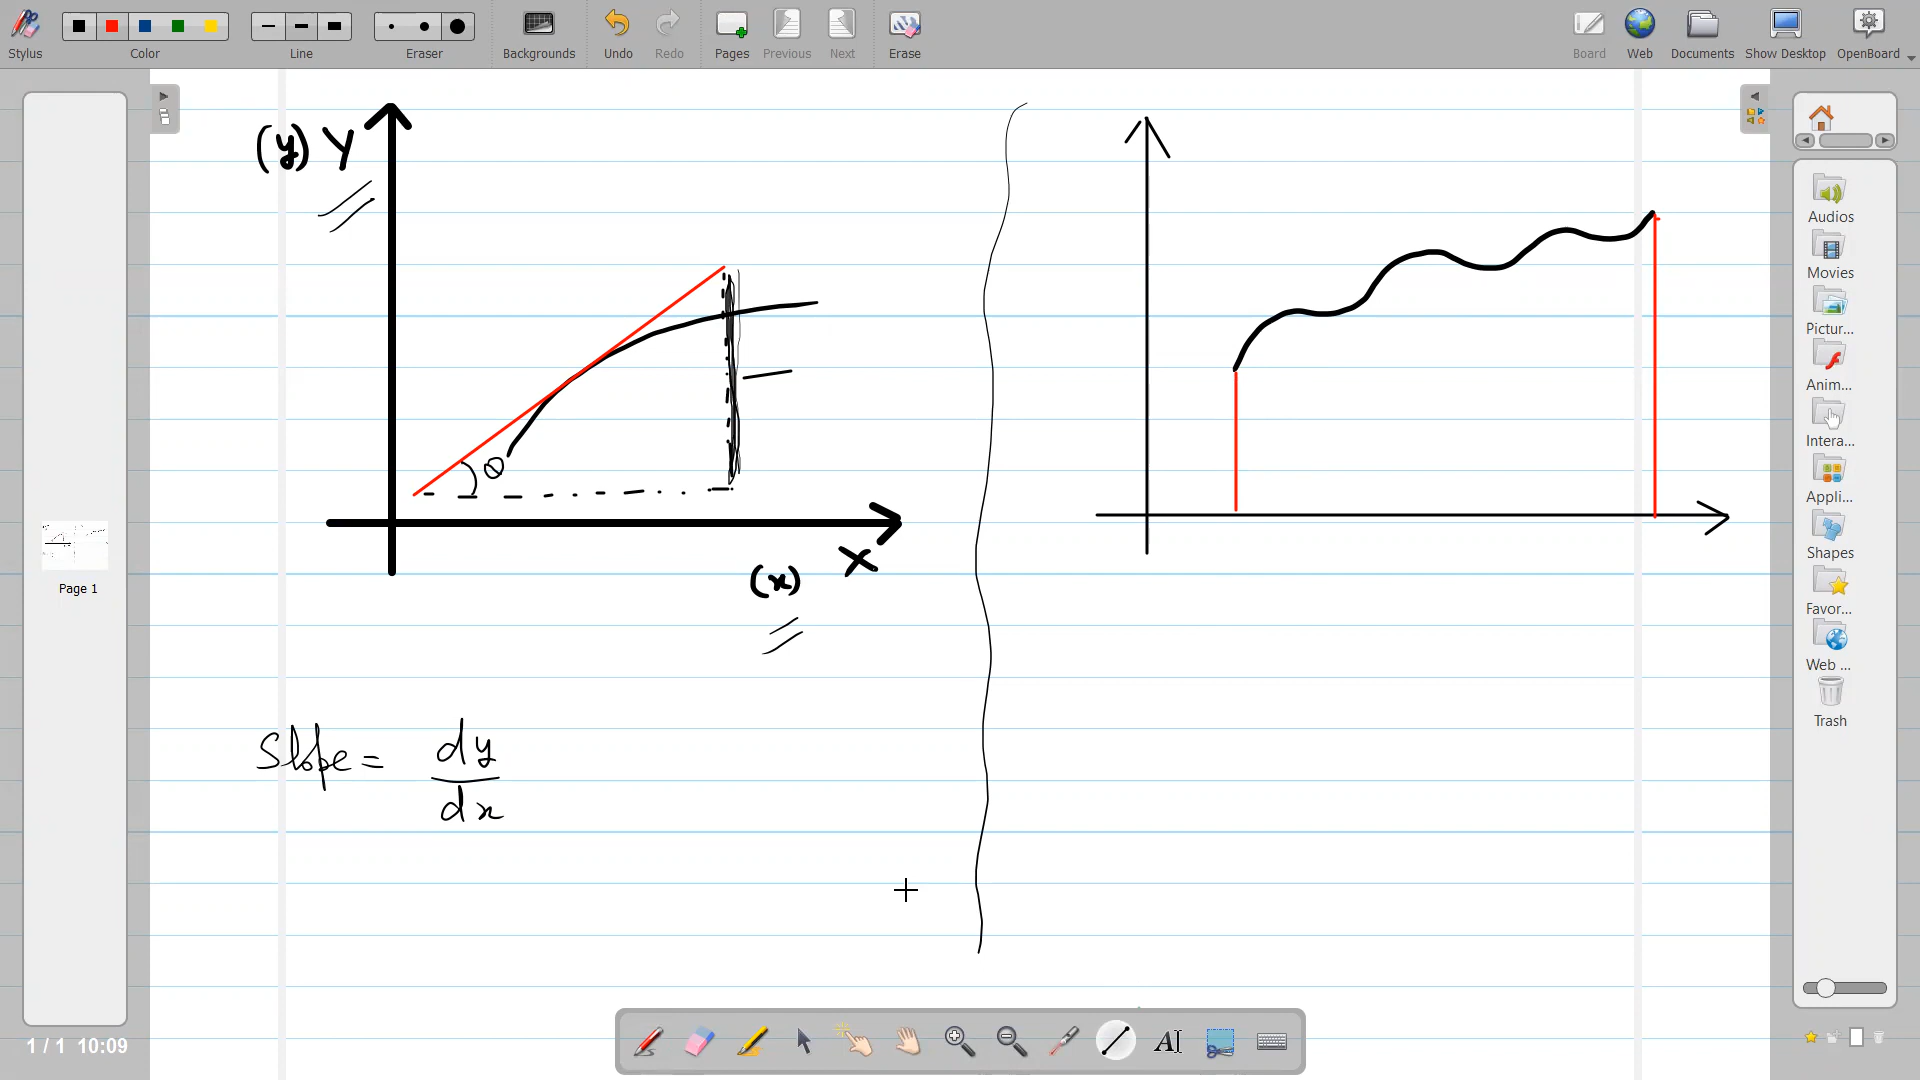 Stylus
Color
Line
Eraser
Backgrounds
Undo
Redo
Pages
Previous
Next
Erase
Board
Web
Documents
Show Desktop
OpenBoard
(y) Y
θ
X
(x)
Slope = dy
dx
Page 1
1 / 1 10:09
Audios
Movies
Pictur...
Anim...
Intera...
Appli...
Shapes
Favor...
Web ...
Trash
AI